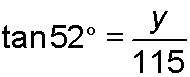 tan52° = y/115